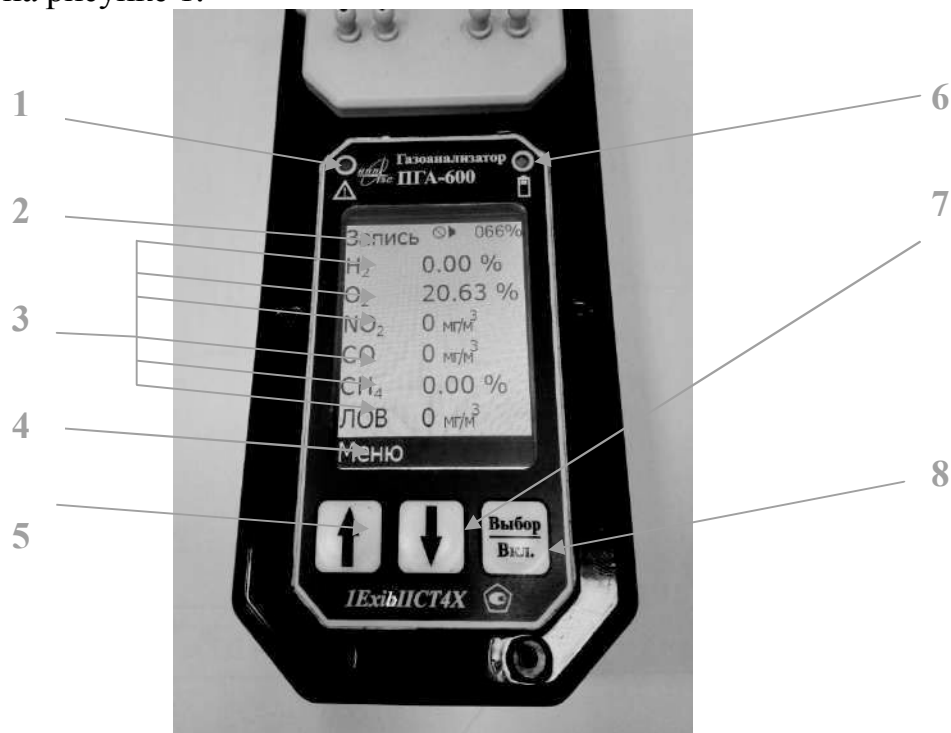 на рисунке 1.
1
6
Газоанализатор
ПГА-600
2
7
Запись 066%
H₂ 0.00 %
O₂ 20.63 %
NO₂ 0 мг/м³
3
CO 0 мг/м³
CH₄ 0.00 %
ЛОВ 0 мг/м³
4
Меню
8
5
Выбор
Вкл.
1ExibIICT4X